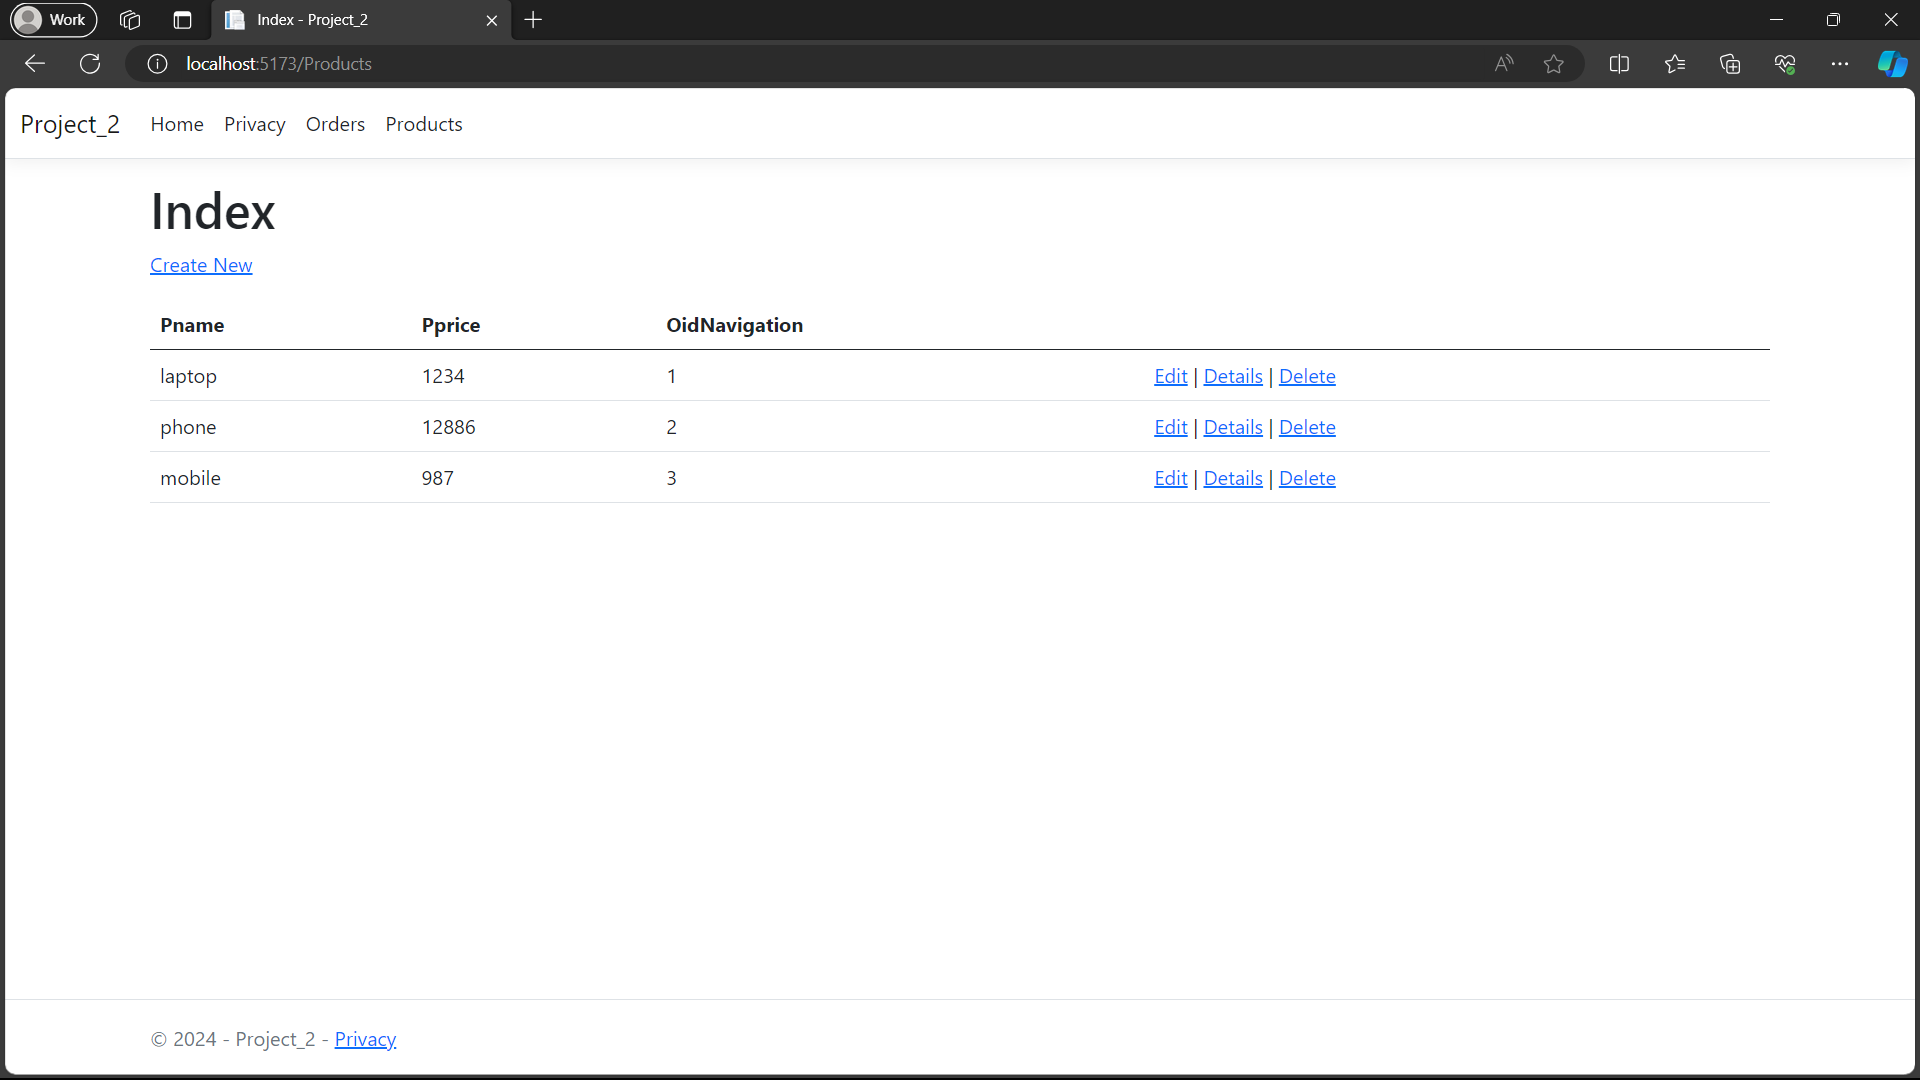 Work
Index - Project_2
localhost:5173/Products
Project_2 Home Privacy Orders Products
Index
Create New
Pname Pprice OidNavigation
laptop 1234 1 Edit | Details | Delete
phone 12886 2 Edit | Details | Delete
mobile 987 3 Edit | Details | Delete
© 2024 - Project_2 - Privacy